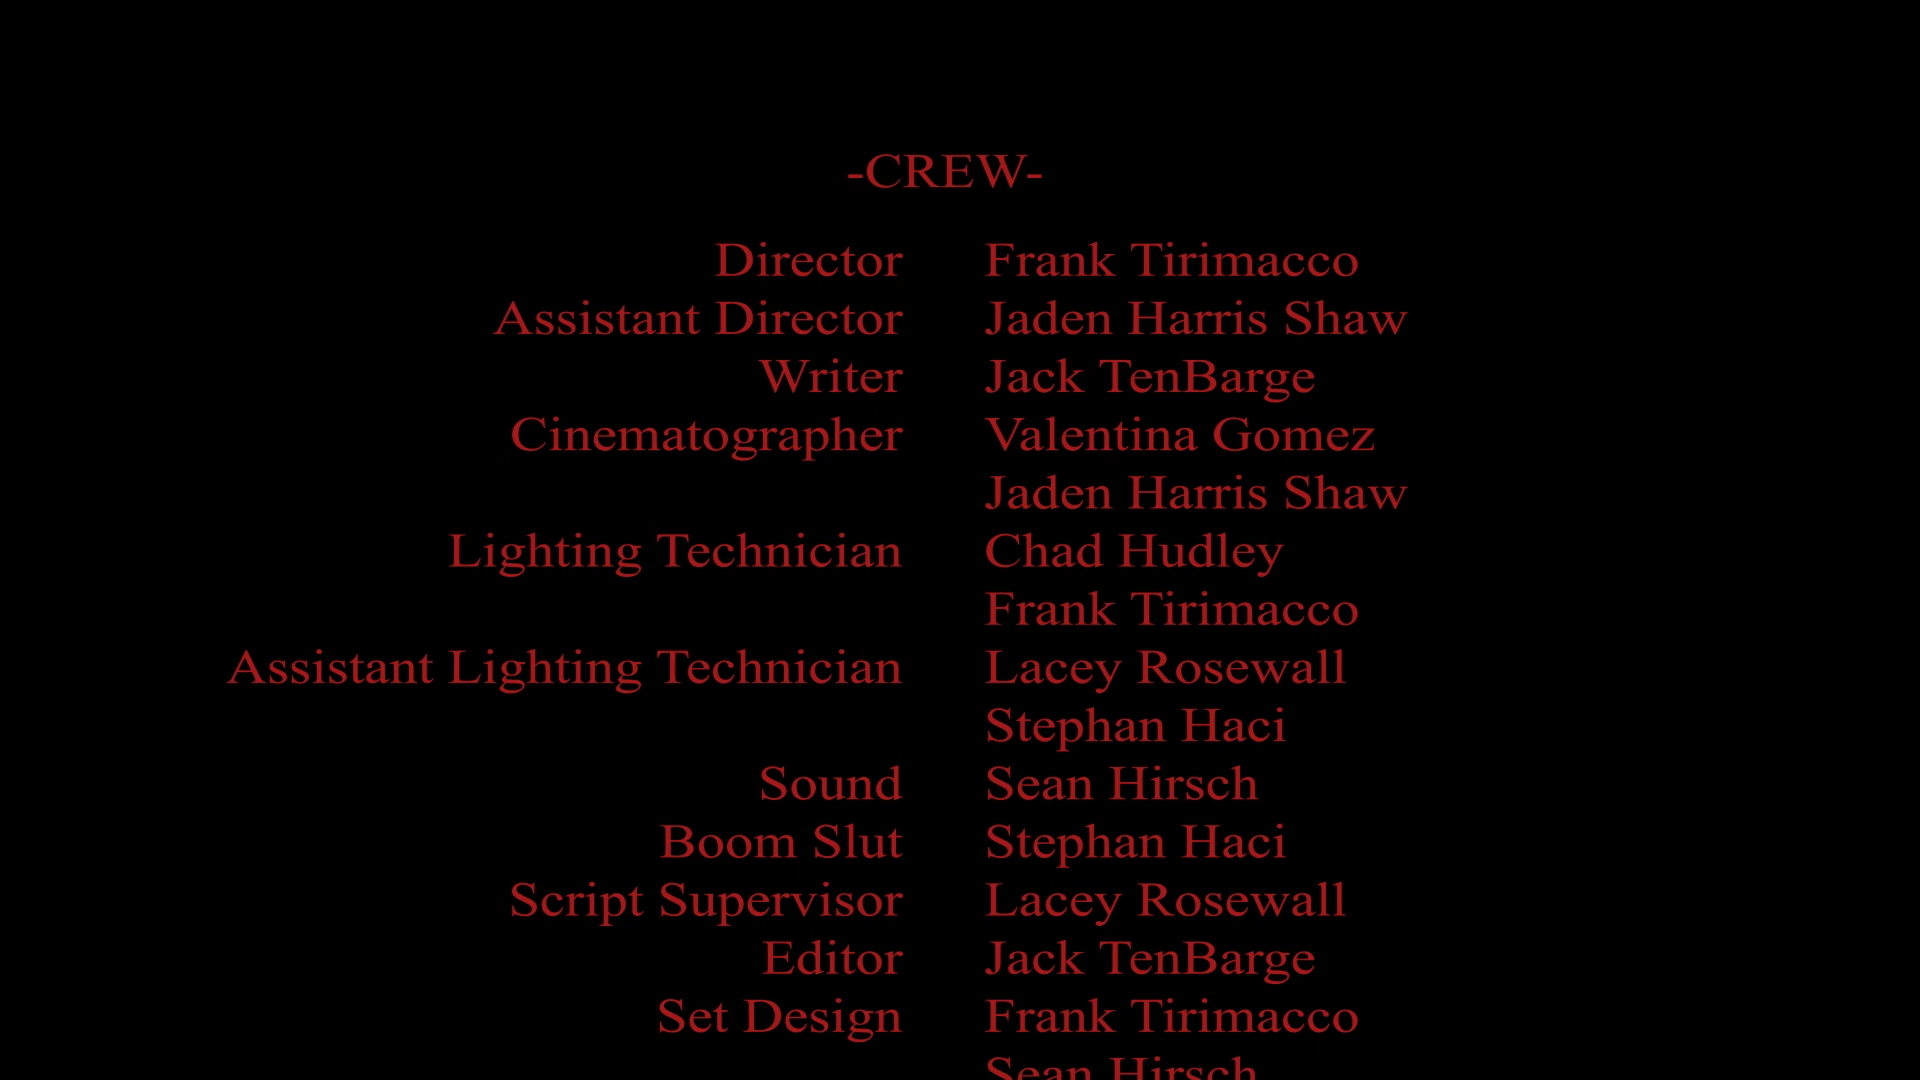 -CREW-
Director Frank Tirimacco
Assistant Director Jaden Harris Shaw
Writer Jack TenBarge
Cinematographer Valentina Gomez
Jaden Harris Shaw
Lighting Technician Chad Hudley
Frank Tirimacco
Assistant Lighting Technician Lacey Rosewall
Stephan Haci
Sound Sean Hirsch
Boom Slut Stephan Haci
Script Supervisor Lacey Rosewall
Editor Jack TenBarge
Set Design Frank Tirimacco
Sean Hirsch